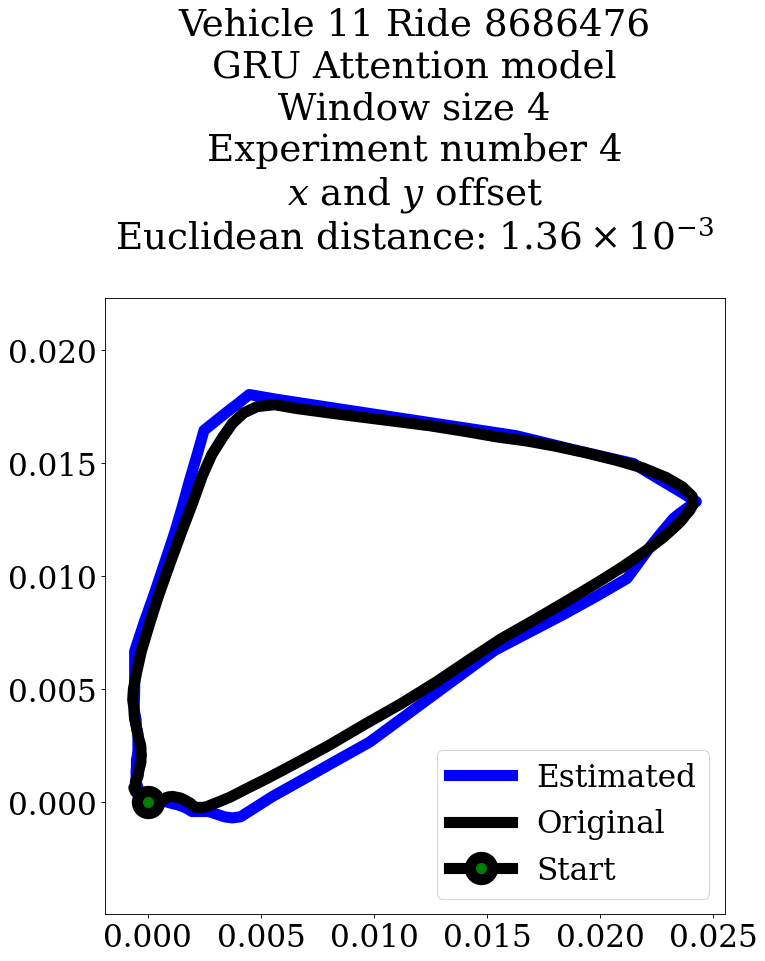 Vehicle 11 Ride 8686476
GRU Attention model
Window size 4
Experiment number 4
x and y offset
Euclidean distance: 1.36 × 10⁻³
0.020
0.015
0.010
0.005
0.000
Estimated
Original
Start
0.000 0.005 0.010 0.015 0.020 0.025